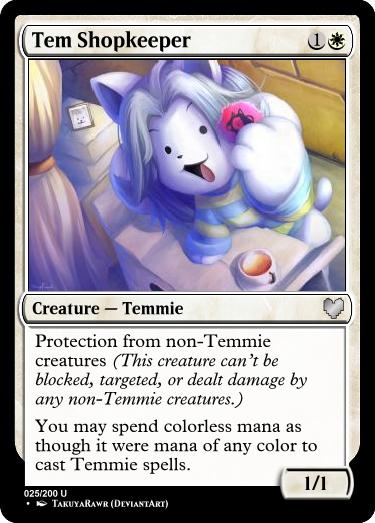 Tem Shopkeeper 1
Creature — Temmie
Protection from non-Temmie
creatures (This creature can't be
blocked, targeted, or dealt damage by
any non-Temmie creatures.)
You may spend colorless mana as
though it were mana of any color to
cast Temmie spells.
1/1
025/200 U
• TakuyaRawr (DeviantArt)